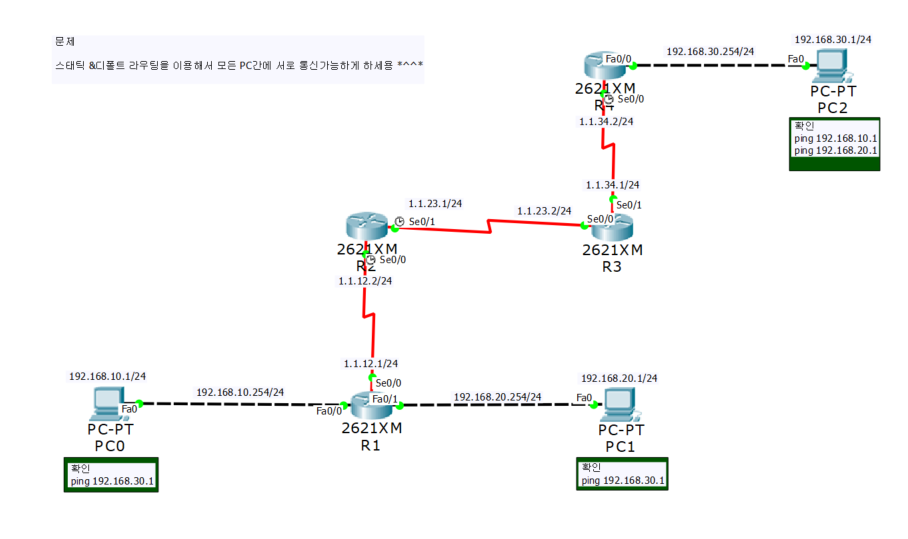 문제
스태틱 &디폴트 라우팅을 이용해서 모든 PC간에 서로 통신가능하게 하세용 *^^*
192.168.30.1/24
192.168.30.254/24
Fa0/0
Fa0
2621XM
R4
Se0/0
PC-PT
PC2
1.1.34.2/24
확인
ping 192.168.10.1
ping 192.168.20.1
1.1.34.1/24
Se0/1
1.1.23.1/24
1.1.23.2/24
Se0/1
Se0/0
2621XM
R2
Se0/0
2621XM
R3
1.1.12.2/24
1.1.12.1/24
Se0/0
192.168.10.1/24
192.168.20.1/24
192.168.10.254/24
192.168.20.254/24
Fa0
Fa0/0
Fa0/1
Fa0
PC-PT
PC0
2621XM
R1
PC-PT
PC1
확인
ping 192.168.30.1
확인
ping 192.168.30.1